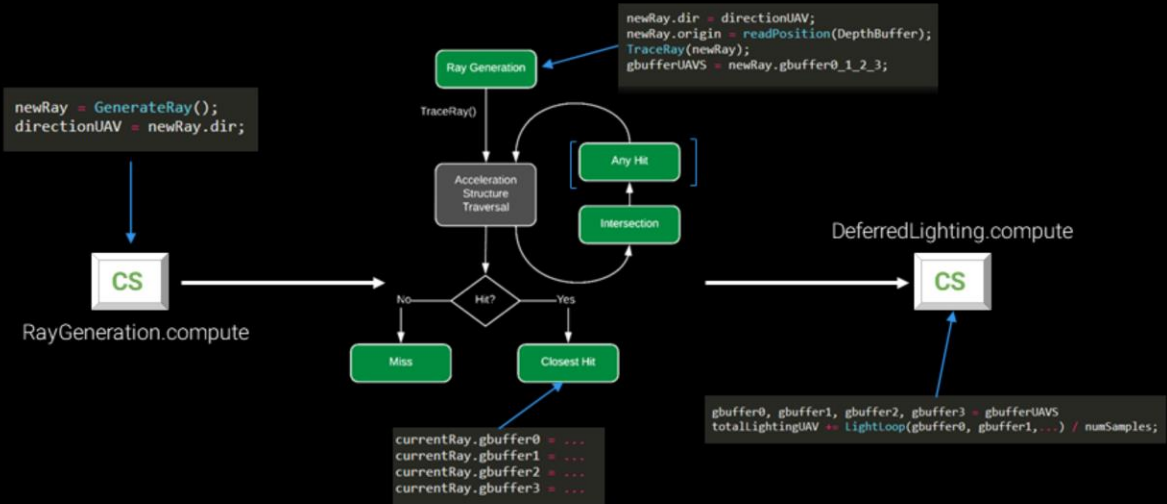 newRay.dir = directionUAV;
newRay.origin = readPosition(DepthBuffer);
TraceRay(newRay);
gbufferUAVS = newRay.gbuffer0_1_2_3;
newRay = GenerateRay();
directionUAV = newRay.dir;
Ray Generation
TraceRay()
Any Hit
Acceleration
Structure
Traversal
Intersection
CS
RayGeneration.compute
DeferredLighting.compute
CS
No
Hit?
Yes
Miss
Closest Hit
currentRay.gbuffer0 = ...
currentRay.gbuffer1 = ...
currentRay.gbuffer2 = ...
currentRay.gbuffer3 = ...
gbuffer0, gbuffer1, gbuffer2, gbuffer3 = gbufferUAVS
totalLightingUAV += LightLoop(gbuffer0, gbuffer1,...) / numSamples;